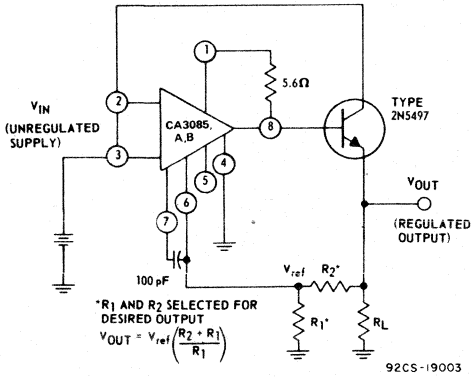 1
5.6Ω
TYPE
2N5497
VIN
(UNREGULATED
SUPPLY)
2
CA3085,
A,B
8
3
4
5
6
7
VOUT
(REGULATED
OUTPUT)
100 pF
Vref
R2*
R1*
RL
*R1 AND R2 SELECTED FOR
DESIRED OUTPUT
VOUT = Vref (R2 + R1 / R1)
92CS-19003